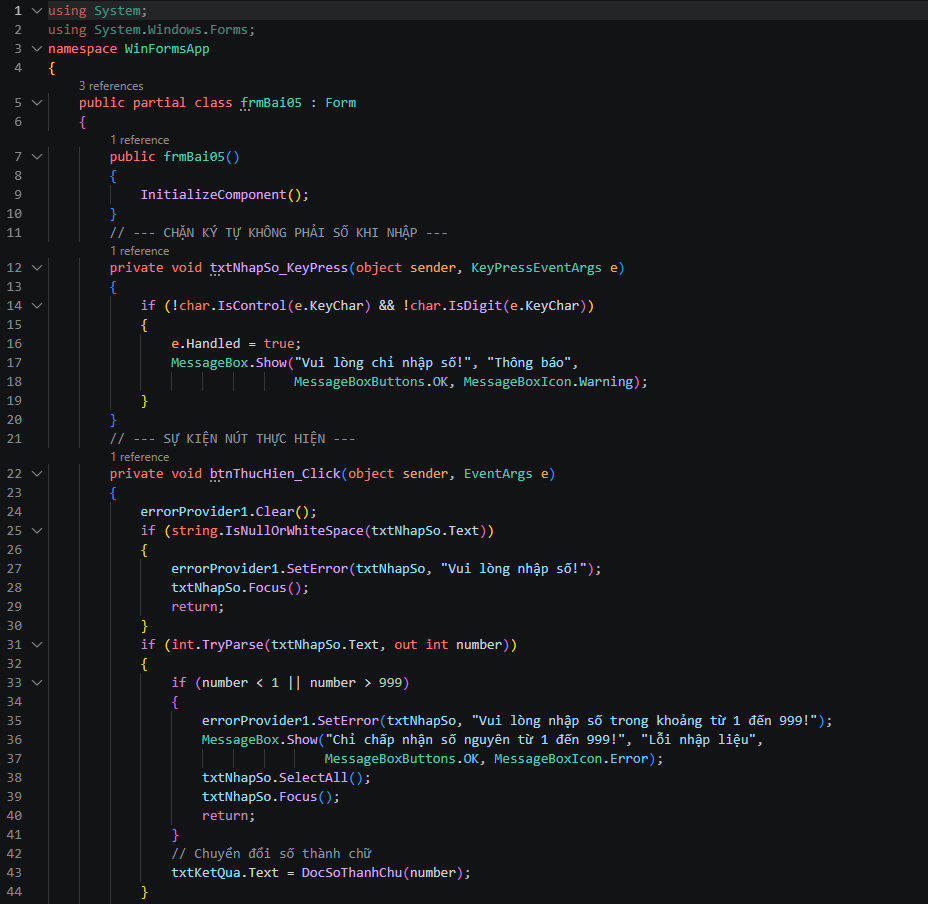 1 using System;
2 using System.Windows.Forms;
3 namespace WinFormsApp
4 {
3 references
5 public partial class frmBai05 : Form
6 {
1 reference
7 public frmBai05()
8 {
9 InitializeComponent();
10 }
11 // --- CHẶN KÝ TỰ KHÔNG PHẢI SỐ KHI NHẬP ---
1 reference
12 private void txtNhapSo_KeyPress(object sender, KeyPressEventArgs e)
13 {
14 if (!char.IsControl(e.KeyChar) && !char.IsDigit(e.KeyChar))
15 {
16 e.Handled = true;
17 MessageBox.Show("Vui lòng chỉ nhập số!", "Thông báo",
18 MessageBoxButtons.OK, MessageBoxIcon.Warning);
19 }
20 }
21 // --- SỰ KIỆN NÚT THỰC HIỆN ---
1 reference
22 private void btnThucHien_Click(object sender, EventArgs e)
23 {
24 errorProvider1.Clear();
25 if (string.IsNullOrWhiteSpace(txtNhapSo.Text))
26 {
27 errorProvider1.SetError(txtNhapSo, "Vui lòng nhập số!");
28 txtNhapSo.Focus();
29 return;
30 }
31 if (int.TryParse(txtNhapSo.Text, out int number))
32 {
33 if (number < 1 || number > 999)
34 {
35 errorProvider1.SetError(txtNhapSo, "Vui lòng nhập số trong khoảng từ 1 đến 999!");
36 MessageBox.Show("Chỉ chấp nhận số nguyên từ 1 đến 999!", "Lỗi nhập liệu",
37 MessageBoxButtons.OK, MessageBoxIcon.Error);
38 txtNhapSo.SelectAll();
39 txtNhapSo.Focus();
40 return;
41 }
42 // Chuyển đổi số thành chữ
43 txtKetQua.Text = DocSoThanhChu(number);
44 }